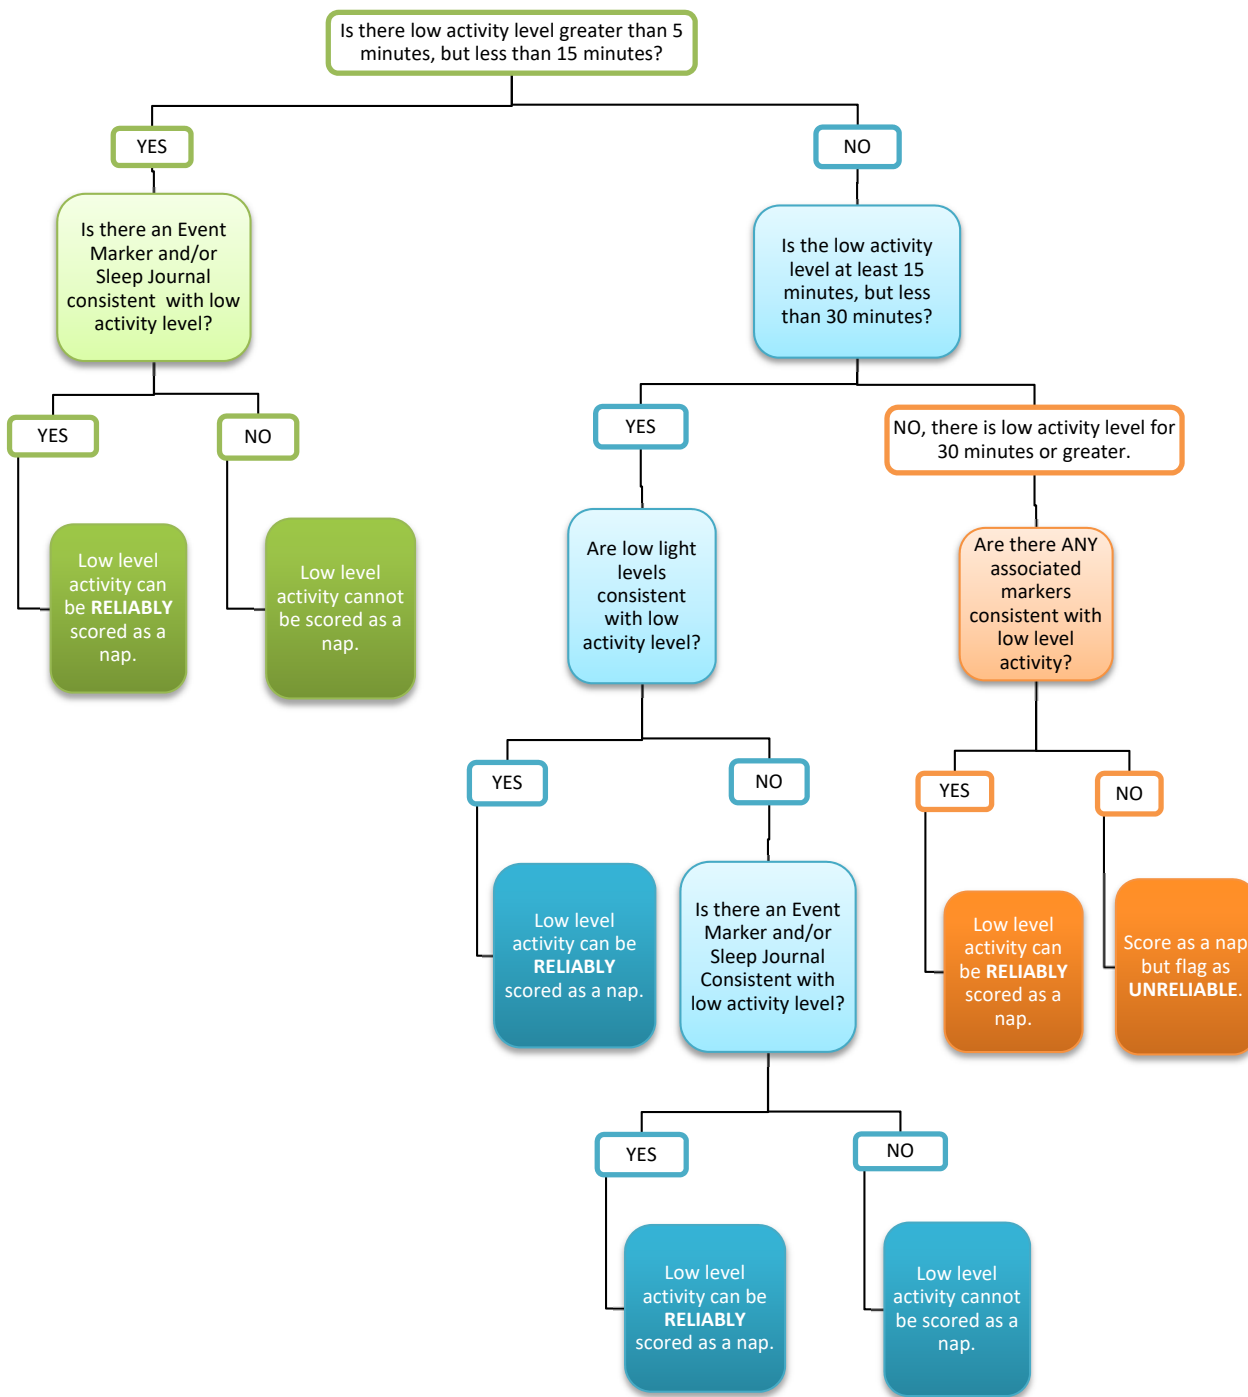 Is there low activity level greater than 5
minutes, but less than 15 minutes?
YES
NO
Is there an Event
Marker and/or
Sleep Journal
consistent with low
activity level?
Is the low activity
level at least 15
minutes, but less
than 30 minutes?
YES
NO
YES
NO, there is low activity level for
30 minutes or greater.
Low level
activity can
be RELIABLY
scored as a
nap.
Low level
activity cannot
be scored as a
nap.
Are low light
levels
consistent
with low
activity level?
Are there ANY
associated
markers
consistent with
low level
activity?
YES
NO
YES
NO
Low level
activity can be
RELIABLY
scored as a nap.
Is there an Event
Marker and/or
Sleep Journal
Consistent with
low activity level?
Low level
activity can
be RELIABLY
scored as a
nap.
Score as a nap
but flag as
UNRELIABLE.
YES
NO
Low level
activity can be
RELIABLY
scored as a nap.
Low level
activity cannot
be scored as a
nap.